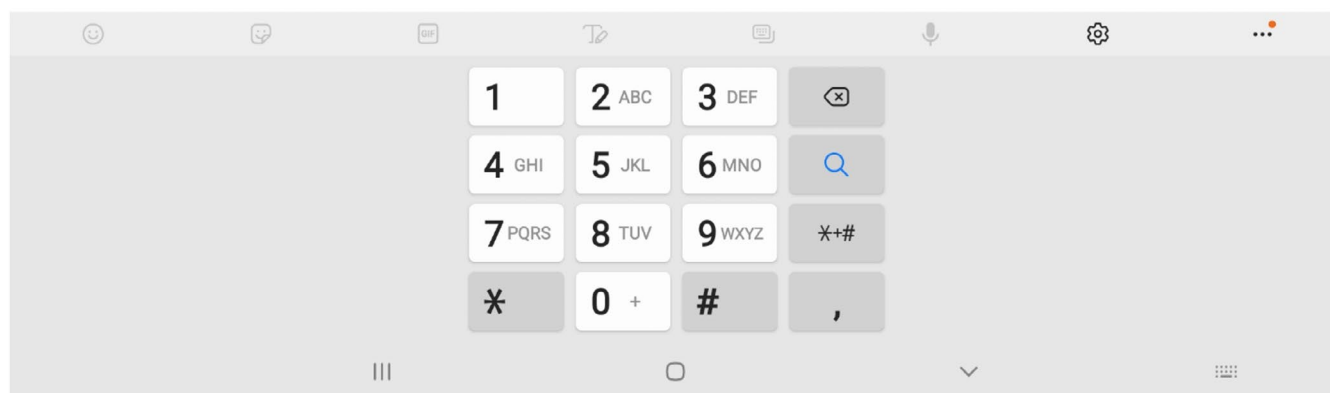 GIF
1 2 ABC 3 DEF
4 GHI 5 JKL 6 MNO
7 PQRS 8 TUV 9 WXYZ *+#
* 0 + # ,